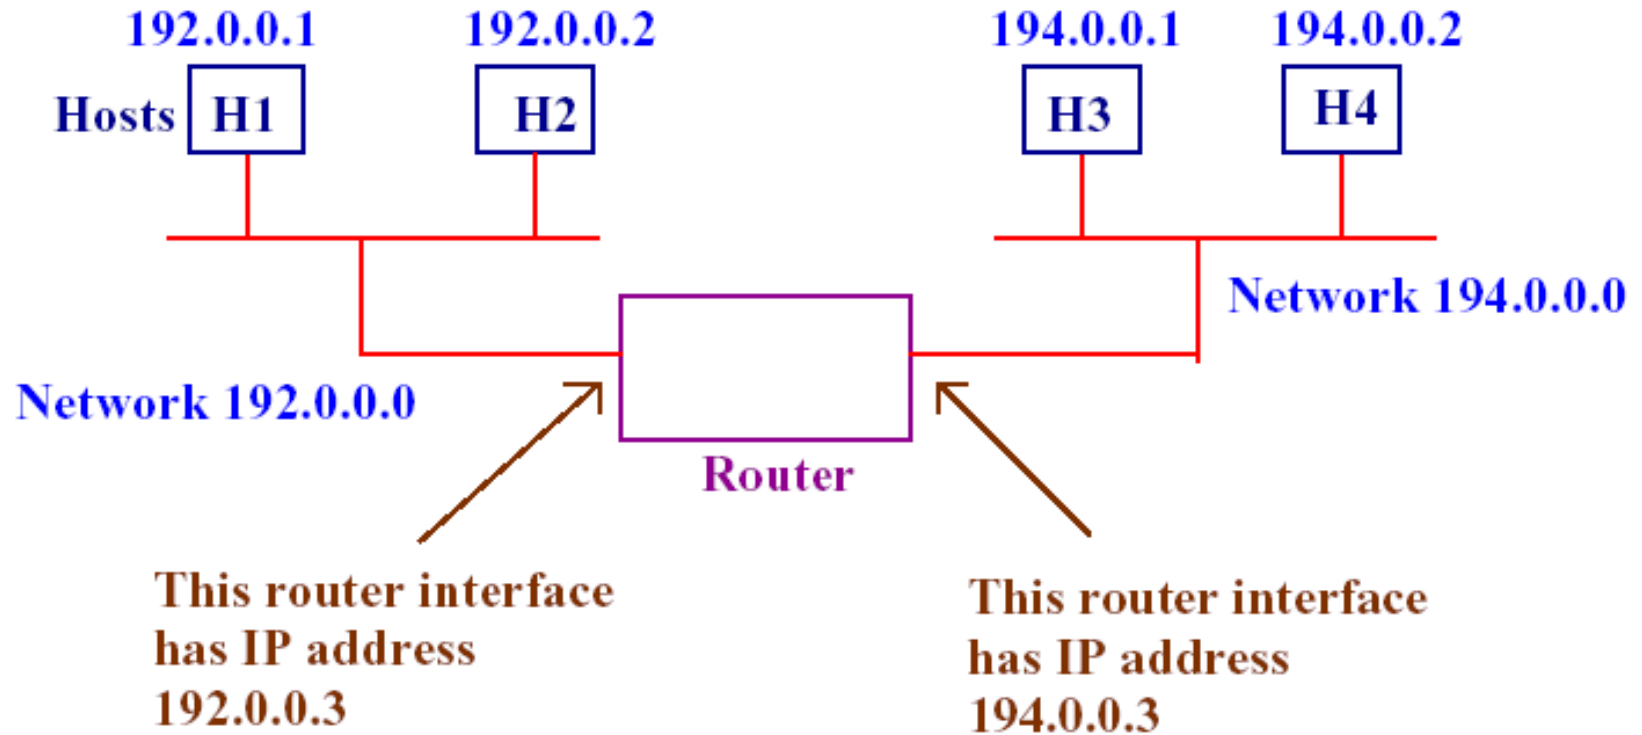 192.0.0.1 192.0.0.2 194.0.0.1 194.0.0.2
Hosts H1 H2 H3 H4
Network 194.0.0.0
Network 192.0.0.0
Router
This router interface
has IP address
192.0.0.3
This router interface
has IP address
194.0.0.3